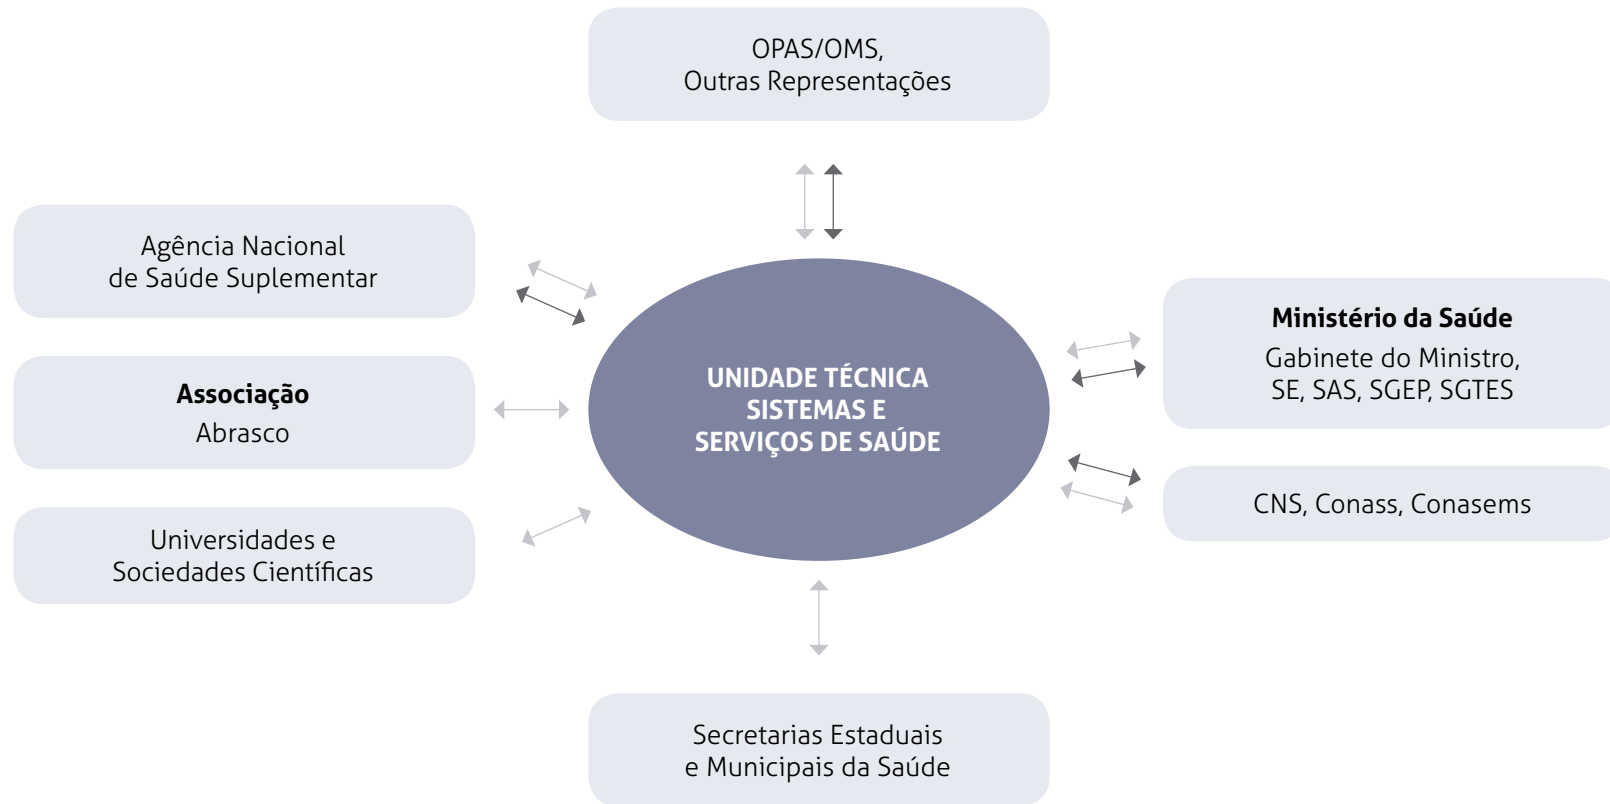 OPAS/OMS,
Outras Representações
Agência Nacional
de Saúde Suplementar
Associação
Abrasco
Universidades e
Sociedades Científicas
UNIDADE TÉCNICA
SISTEMAS E
SERVIÇOS DE SAÚDE
Ministério da Saúde
Gabinete do Ministro,
SE, SAS, SGEP, SGTES
CNS, Conass, Conasems
Secretarias Estaduais
e Municipais da Saúde